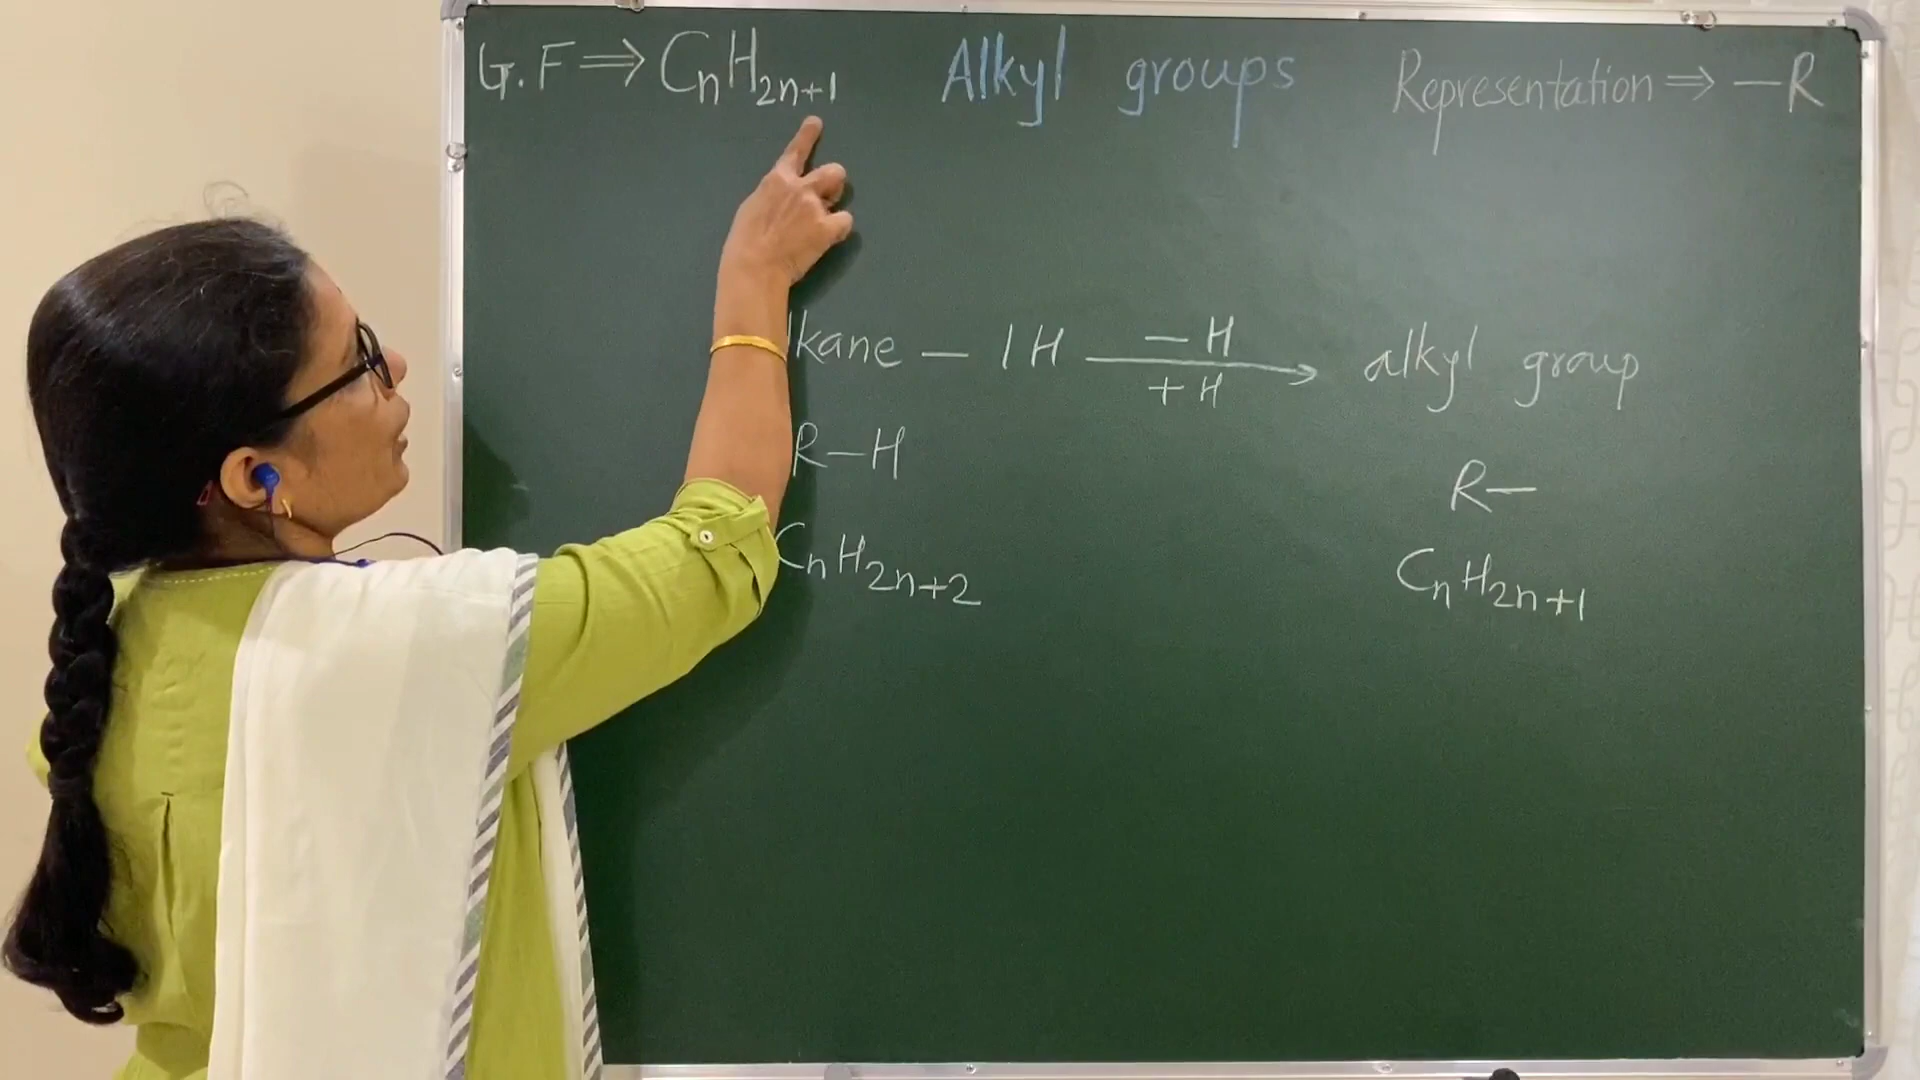 G.F ⇒ CnH2n+1 Alkyl groups Representation ⇒ –R
lkane – 1H –H → +H alkyl group
R–H R–
CnH2n+2 CnH2n+1